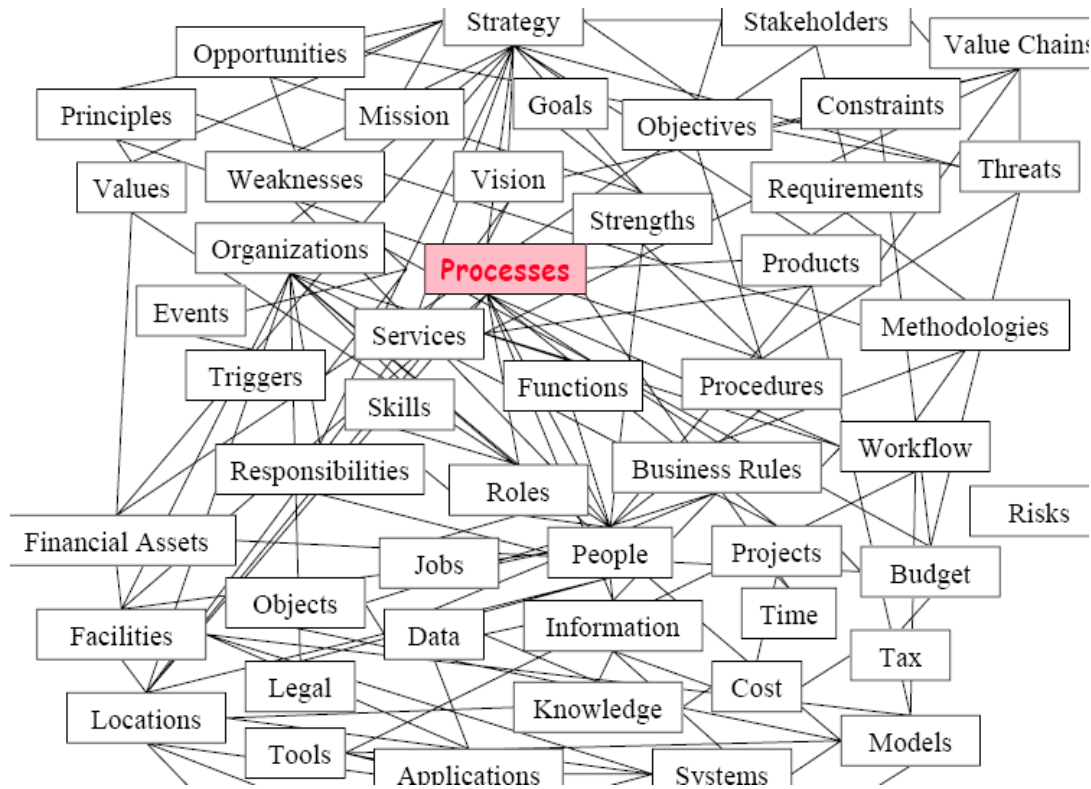 Strategy
Stakeholders
Value Chains
Opportunities
Principles
Mission
Goals
Objectives
Constraints
Values
Weaknesses
Vision
Strengths
Requirements
Threats
Organizations
Processes
Products
Events
Services
Methodologies
Triggers
Skills
Functions
Procedures
Responsibilities
Roles
Business Rules
Workflow
Risks
Financial Assets
Jobs
People
Projects
Budget
Objects
Time
Facilities
Data
Information
Tax
Legal
Cost
Locations
Knowledge
Models
Tools
Applications
Systems